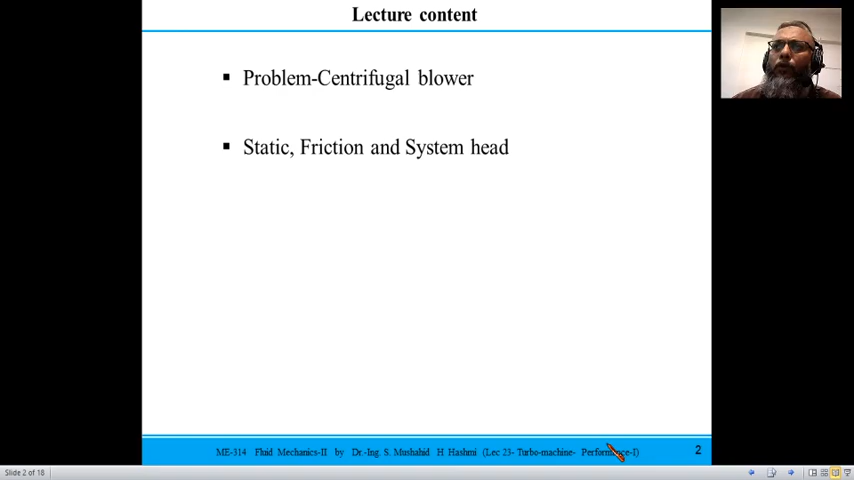 Lecture content
▪ Problem-Centrifugal blower
▪ Static, Friction and System head
ME-314 Fluid Mechanics-II by Dr.-Ing. S. Mushahid H Hashmi (Lec 23- Turbo-machine- Performance-I)
2
Slide 2 of 18